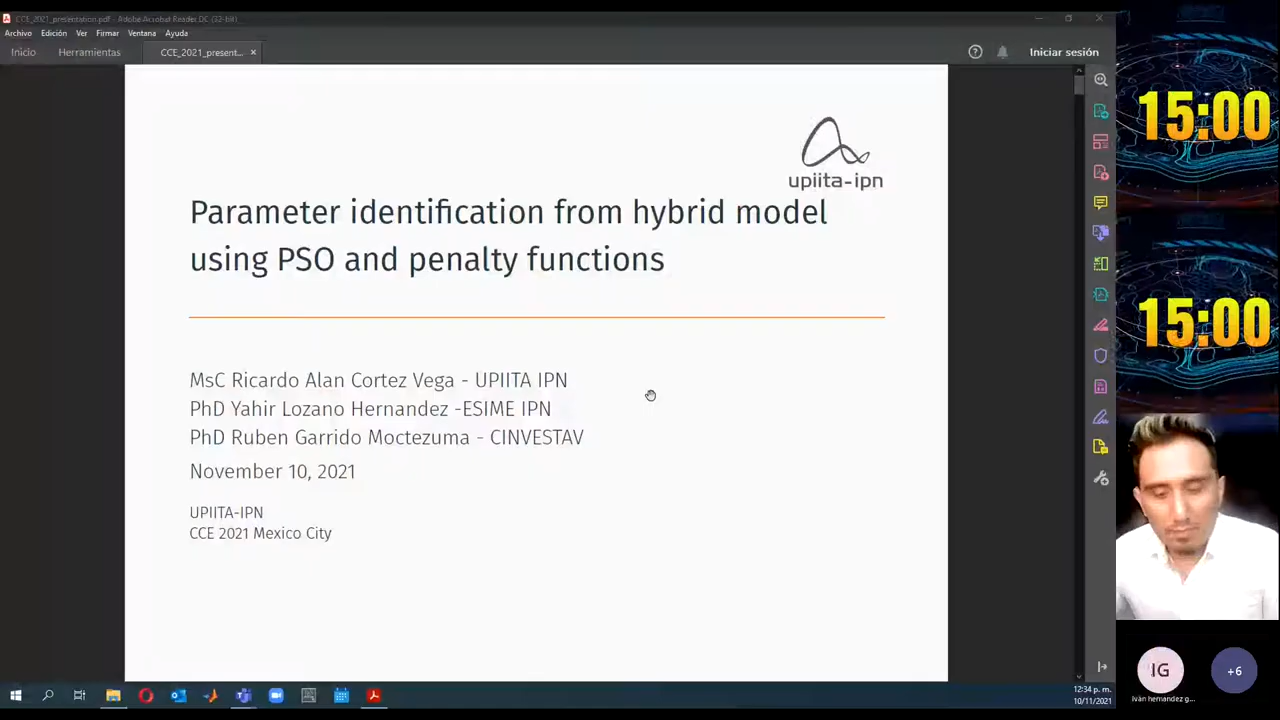 CCE_2021_presentation.pdf - Adobe Acrobat Reader DC (32-bit)
Archivo Edición Ver Firmar Ventana Ayuda
Inicio Herramientas CCE_2021_present... × Iniciar sesión
upiita-ipn
Parameter identification from hybrid model
using PSO and penalty functions
MsC Ricardo Alan Cortez Vega - UPIITA IPN
PhD Yahir Lozano Hernandez -ESIME IPN
PhD Ruben Garrido Moctezuma - CINVESTAV
November 10, 2021
UPIITA-IPN
CCE 2021 Mexico City
15:00
15:00
IG
+6
Iván hernandez g...
12:34 p. m.
10/11/2021